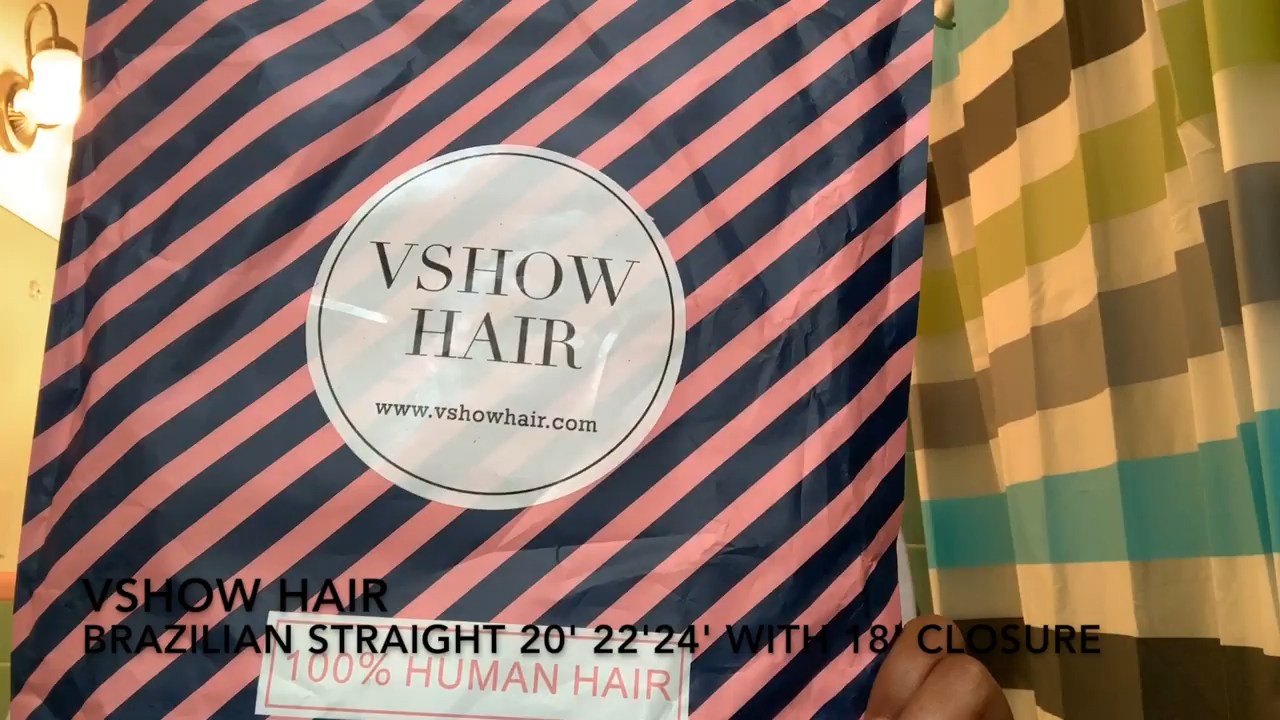 VSHOW
HAIR
www.vshowhair.com
VSHOW HAIR
BRAZILIAN STRAIGHT 20' 22'24' WITH 18' CLOSURE
100% HUMAN HAIR